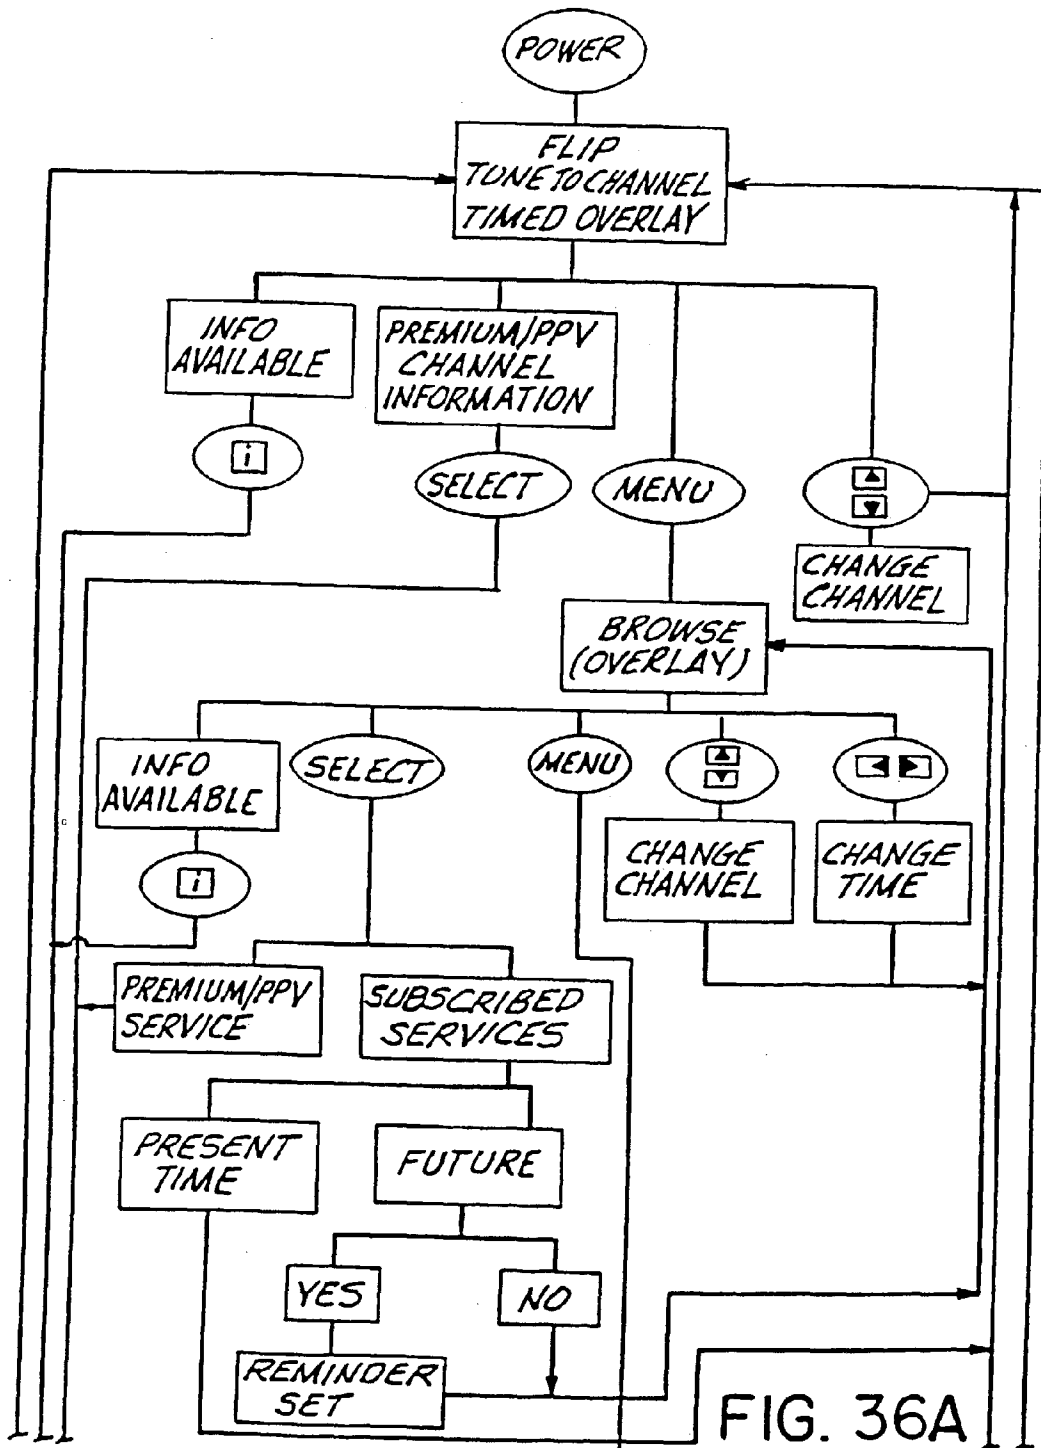 POWER
FLIP
TUNE TO CHANNEL
TIMED OVERLAY
INFO
AVAILABLE
PREMIUM/PPV
CHANNEL
INFORMATION
i
SELECT
MENU
CHANGE
CHANNEL
BROWSE
(OVERLAY)
INFO
AVAILABLE
SELECT
MENU
i
CHANGE
CHANNEL
CHANGE
TIME
PREMIUM/PPV
SERVICE
SUBSCRIBED
SERVICES
PRESENT
TIME
FUTURE
YES
NO
REMINDER
SET
FIG. 36A